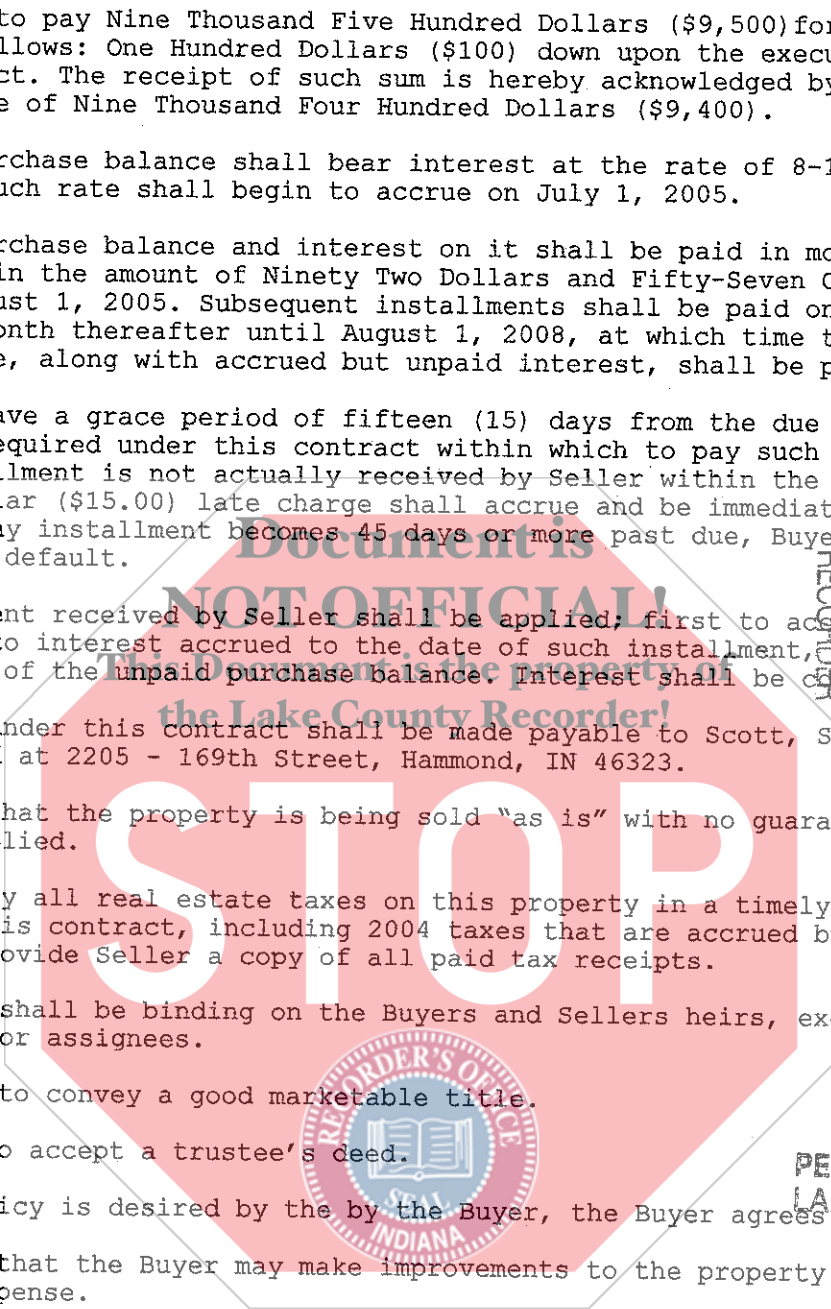 to pay Nine Thousand Five Hundred Dollars ($9,500)for
llows: One Hundred Dollars ($100) down upon the execu
ct. The receipt of such sum is hereby acknowledged by
e of Nine Thousand Four Hundred Dollars ($9,400).
rchase balance shall bear interest at the rate of 8-1
uch rate shall begin to accrue on July 1, 2005.
rchase balance and interest on it shall be paid in mo
in the amount of Ninety Two Dollars and Fifty-Seven C
ust 1, 2005. Subsequent installments shall be paid on
onth thereafter until August 1, 2008, at which time t
e, along with accrued but unpaid interest, shall be p
ave a grace period of fifteen (15) days from the due
equired under this contract within which to pay such
llment is not actually received by Seller within the
lar ($15.00) late charge shall accrue and be immediat
y installment becomes 45 days or more past due, Buye
default.
Document is
NOT OFFICIAL!
This Document is the property of
the Lake County Recorder!
ent received by Seller shall be applied; first to acc
o interest accrued to the date of such installment,
of the unpaid purchase balance. Interest shall be c
RECORDER
nder this contract shall be made payable to Scott, S
at 2205 - 169th Street, Hammond, IN 46323.
hat the property is being sold "as is" with no guara
lied.
STOP
y all real estate taxes on this property in a timely
is contract, including 2004 taxes that are accrued b
ovide Seller a copy of all paid tax receipts.
shall be binding on the Buyers and Sellers heirs, ex
or assignees.
RECORDER'S OFFICE
SEAL
INDIANA
to convey a good marketable title.
o accept a trustee's deed.
PE
LA
icy is desired by the by the Buyer, the Buyer agrees
that the Buyer may make improvements to the property
pense.